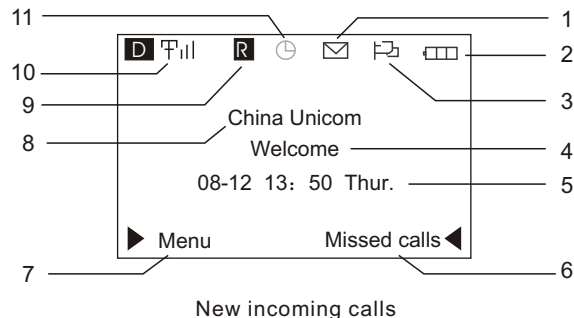 11
1
D R
2
10
3
9
China Unicom
8
Welcome
4
08-12 13: 50 Thur.
5
Menu Missed calls
7
6
New incoming calls